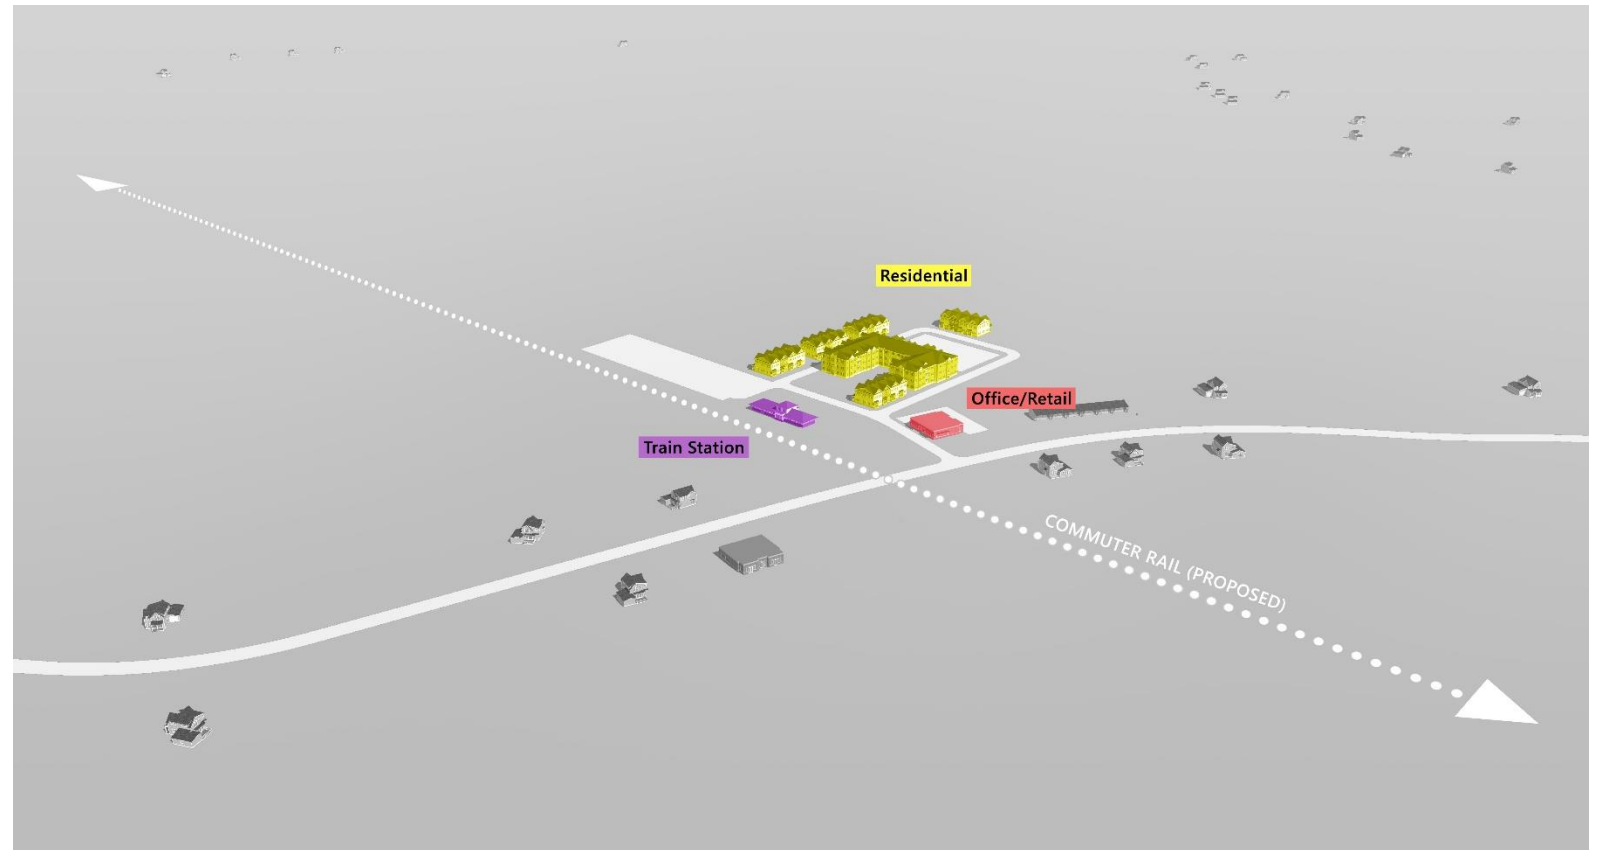 Residential
Office/Retail
Train Station
COMMUTER RAIL (PROPOSED)